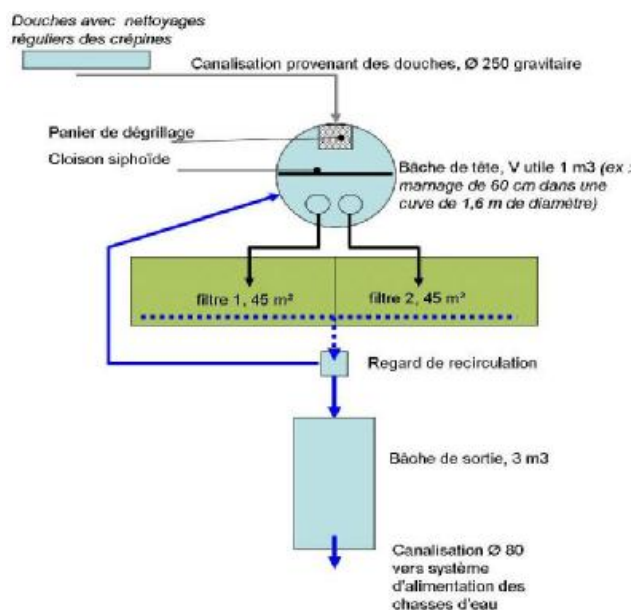 Douches avec nettoyages
réguliers des crépines
Canalisation provenant des douches, Ø 250 gravitaire
Panier de dégrillage
Cloison siphoïde
Bâche de tête, V utile 1 m3 (ex :
marnage de 60 cm dans une
cuve de 1,6 m de diamètre)
filtre 1, 45 m²
filtre 2, 45 m²
Regard de recirculation
Bâche de sortie, 3 m3
Canalisation Ø 80
vers système
d'alimentation des
chasses d'eau